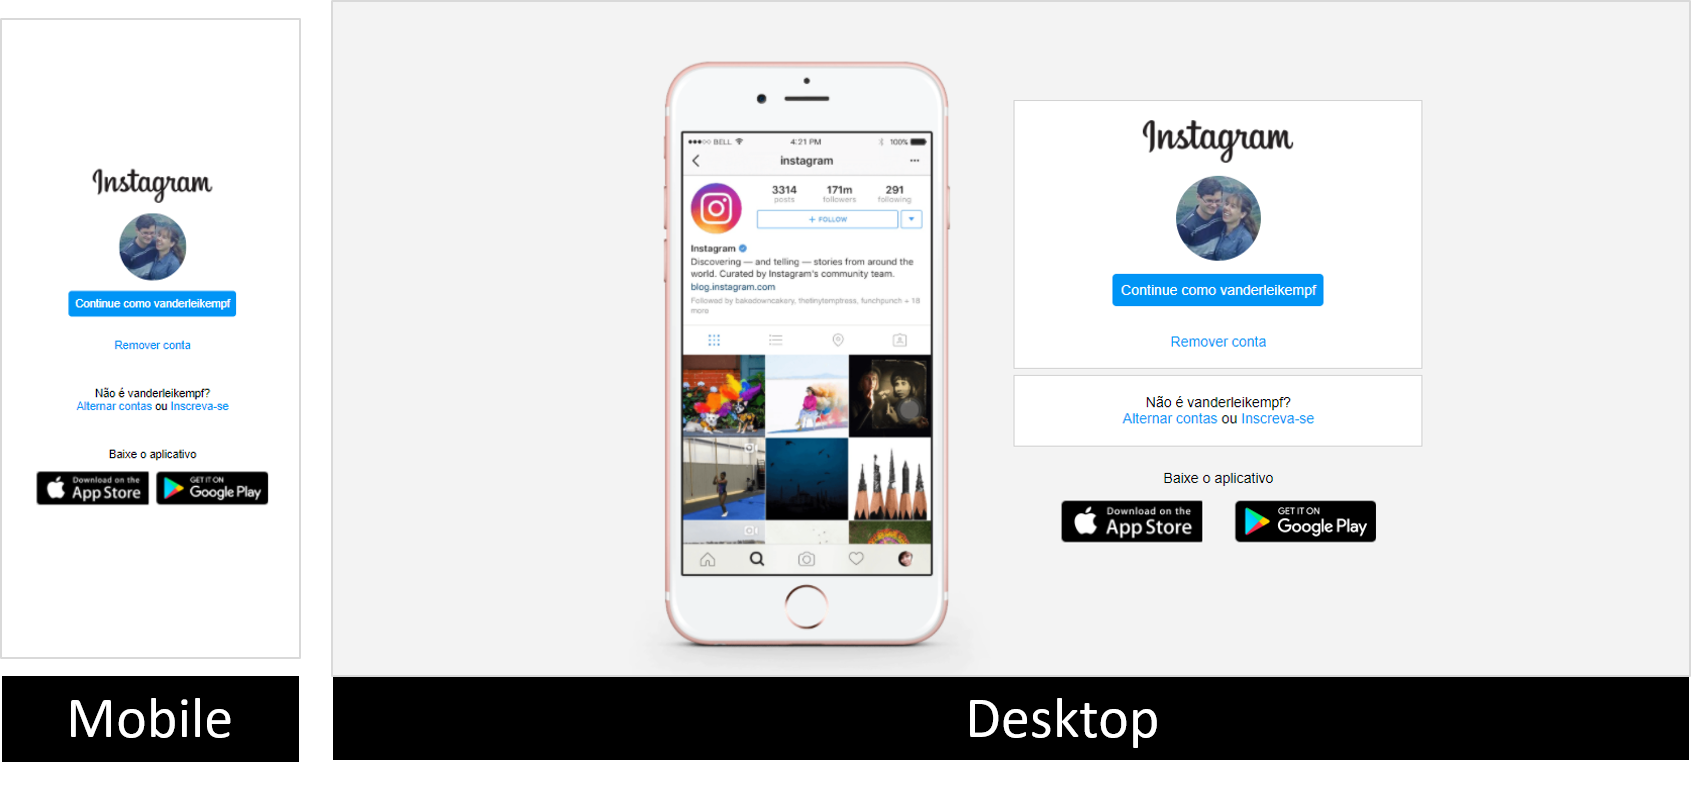 Instagram
Continue como vanderleikempf
Remover conta
Não é vanderleikempf?
Alternar contas ou Inscreva-se
Baixe o aplicativo
Download on the
App Store
GET IT ON
Google Play
Mobile
BELL 4:21 PM 100%
instagram
3314 171m 291
posts followers following
+ FOLLOW
Instagram
Discovering — and telling — stories from around the
world. Curated by Instagram's community team.
blog.instagram.com
Followed by bakedowncakery, thetinytemptress, funchpunch + 18
more
Instagram
Continue como vanderleikempf
Remover conta
Não é vanderleikempf?
Alternar contas ou Inscreva-se
Baixe o aplicativo
Download on the
App Store
GET IT ON
Google Play
Desktop